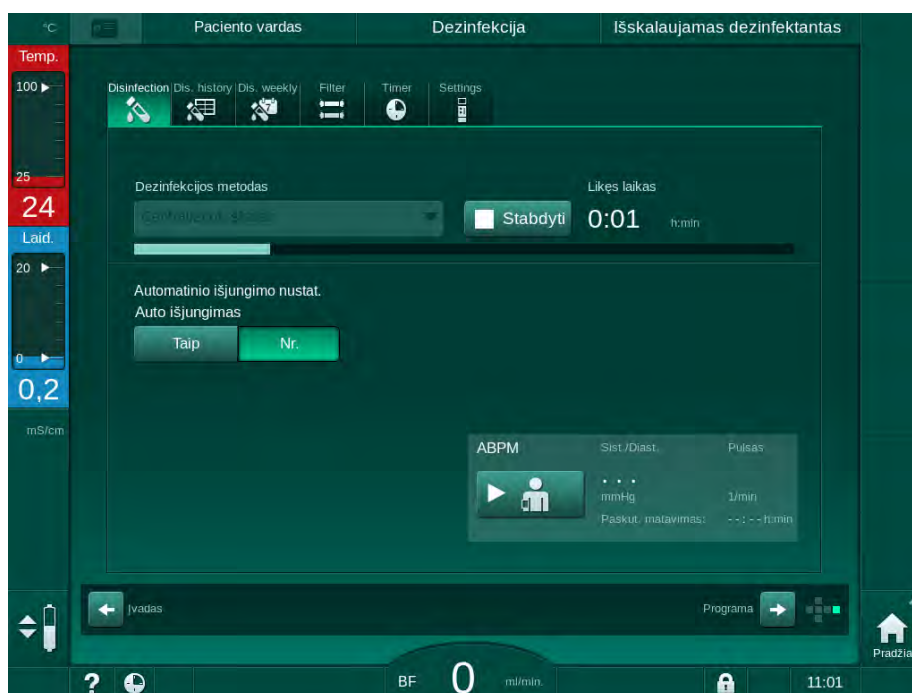 °C
Paciento vardas
Dezinfekcija
Išskalaujamas dezinfektantas
Temp.
100
25
24
Laid.
20
0
0,2
mS/cm
Disinfection Dis. history Dis. weekly Filter Timer Settings
7
Dezinfekcijos metodas
Likęs laikas
Stabdyti
0:01 h:min
Automatinio išjungimo nustat.
Auto išjungimas
Taip Nr.
ABPM Sist./Diast. Pulsas
. . .
mmHg 1/min
Paskut. matavimas: --:-- h:min
Įvadas
Programa
Pradžia
? BF 0 ml/min. 11:01